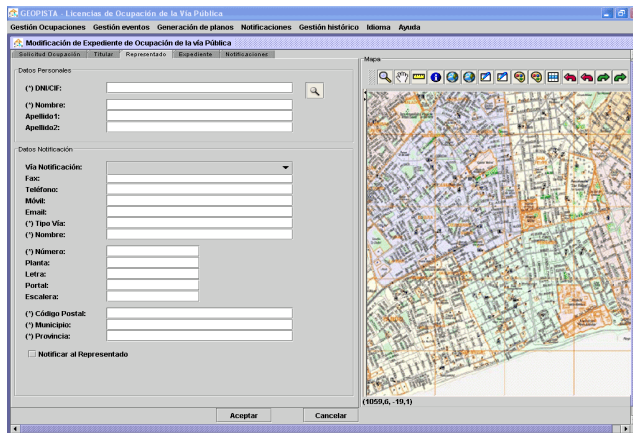 GEOPISTA - Licencias de Ocupación de la Vía Pública
Gestión Ocupaciones Gestión eventos Generación de planos Notificaciones Gestión histórico Idioma Ayuda
Modificación de Expediente de Ocupación de la vía Pública
Solicitud Ocupación Titular Representado Expediente Notificaciones
Mapa
Datos Personales
(*) DNI/CIF:
(*) Nombre:
Apellido1:
Apellido2:
Datos Notificación
Vía Notificación:
Fax:
Teléfono:
Móvil:
Email:
(*) Tipo Vía:
(*) Nombre:
(*) Número:
Planta:
Letra:
Portal:
Escalera:
(*) Código Postal:
(*) Municipio:
(*) Provincia:
Notificar al Representado
(1059,6, -19,1)
Aceptar Cancelar